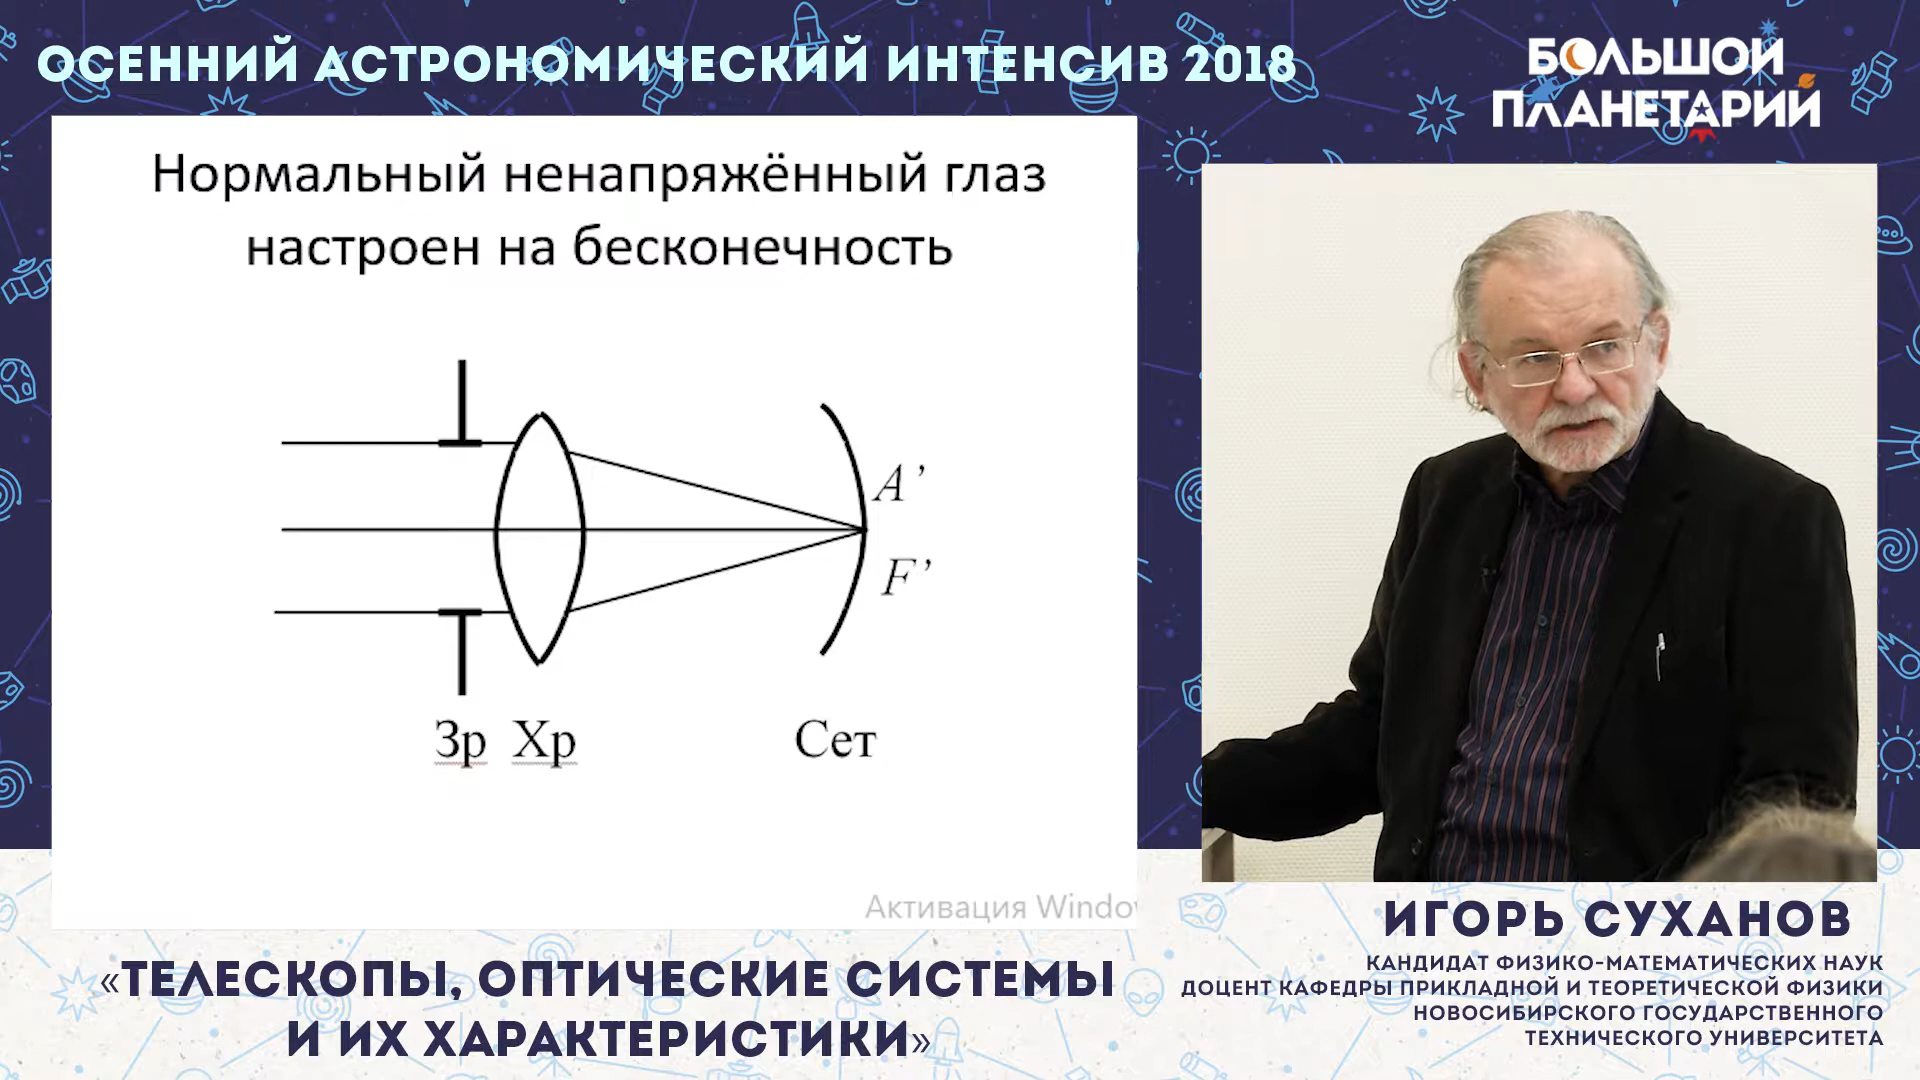 ОСЕННИЙ АСТРОНОМИЧЕСКИЙ ИНТЕНСИВ 2018
БОЛЬШОЙ
ПЛАНЕТАРИЙ
Нормальный ненапряжённый глаз
настроен на бесконечность
A’
F’
Зр Хр Сет
Активация Windo
«ТЕЛЕСКОПЫ, ОПТИЧЕСКИЕ СИСТЕМЫ
И ИХ ХАРАКТЕРИСТИКИ»
ИГОРЬ СУХАНОВ
КАНДИДАТ ФИЗИКО-МАТЕМАТИЧЕСКИХ НАУК
ДОЦЕНТ КАФЕДРЫ ПРИКЛАДНОЙ И ТЕОРЕТИЧЕСКОЙ ФИЗИКИ
НОВОСИБИРСКОГО ГОСУДАРСТВЕННОГО
ТЕХНИЧЕСКОГО УНИВЕРСИТЕТА